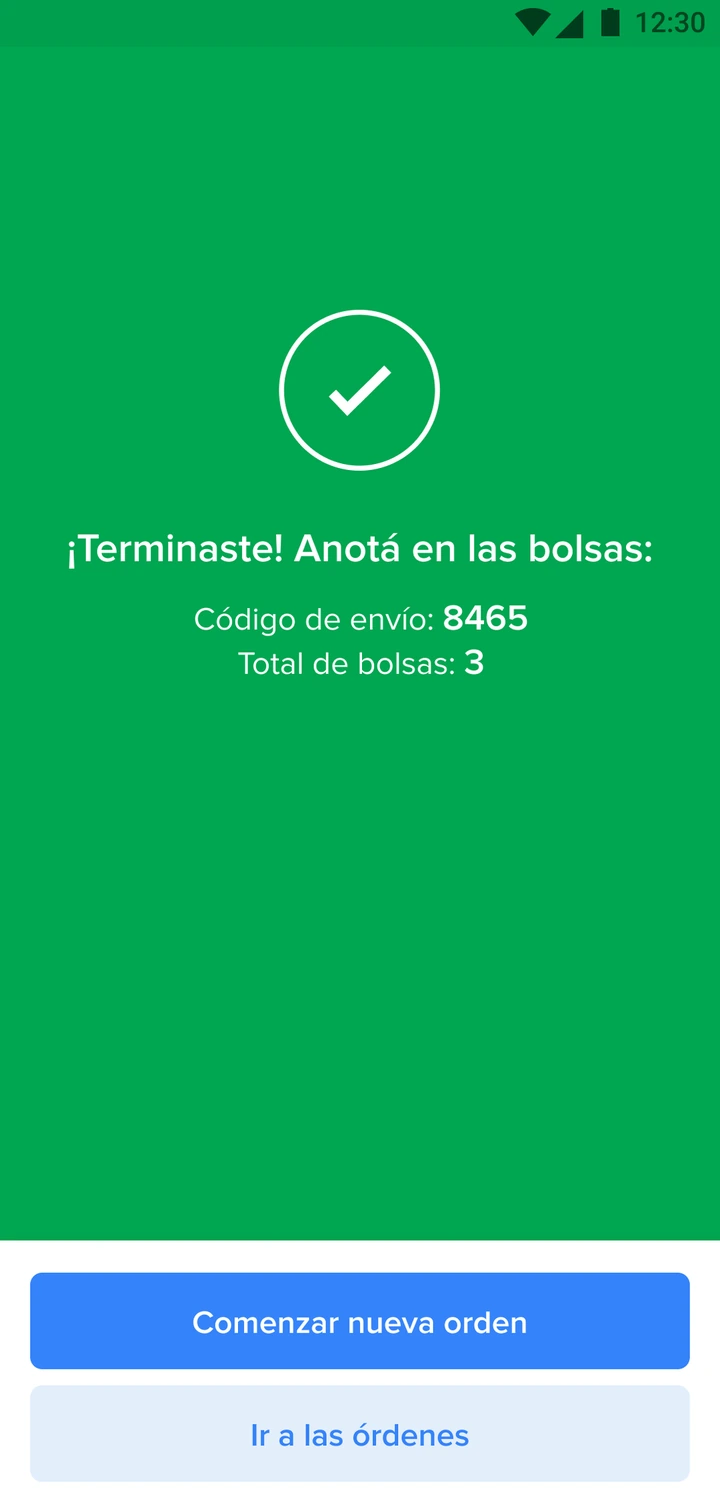 12:30
¡Terminaste! Anotá en las bolsas:
Código de envío: 8465
Total de bolsas: 3
Comenzar nueva orden
Ir a las órdenes